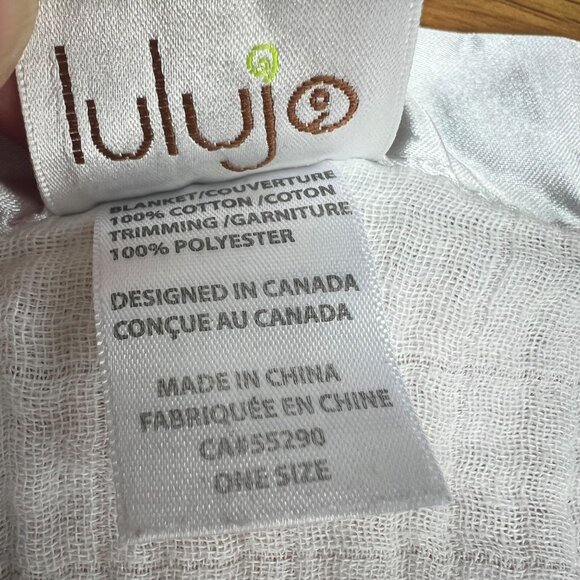 lulujo
BLANKET/COUVERTURE
100% COTTON /COTON
TRIMMING /GARNITURE
100% POLYESTER
DESIGNED IN CANADA
CONÇUE AU CANADA
MADE IN CHINA
FABRIQUÉE EN CHINE
CA#55290
ONE SIZE